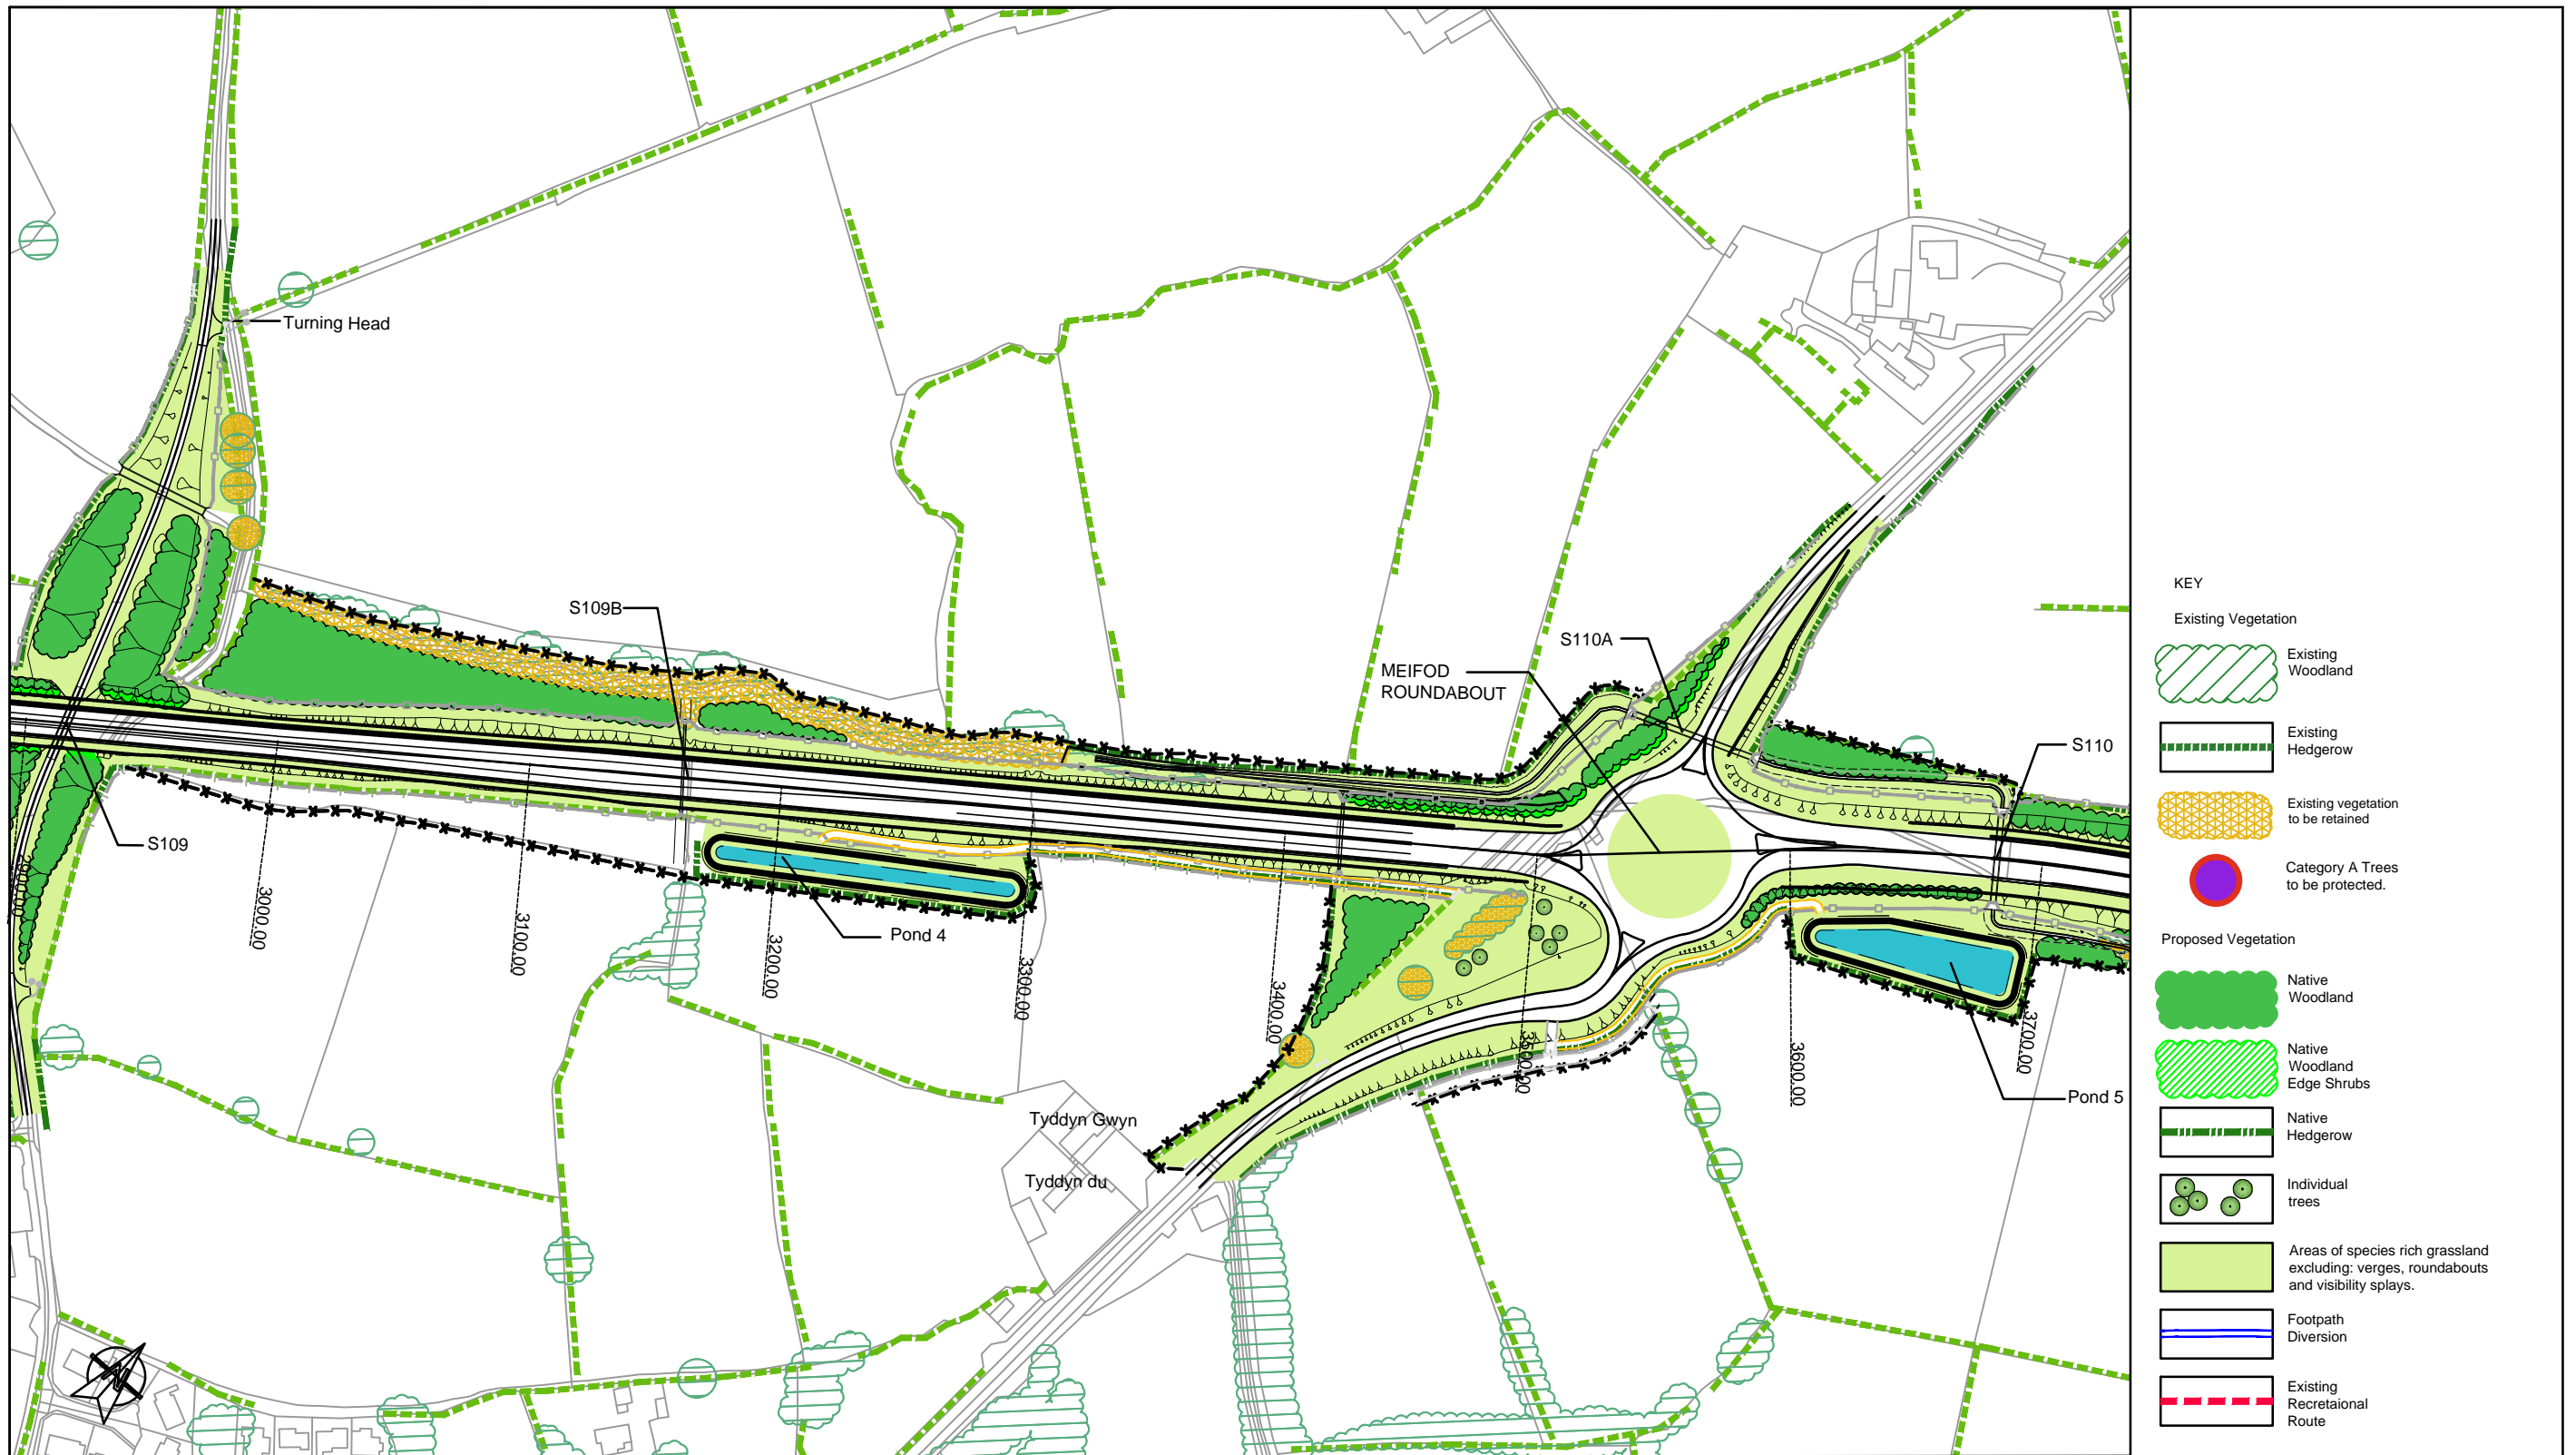 Turning Head
S109B
S110A
MEIFOD
ROUNDABOUT
S110
S109
Pond 4
Pond 5
3000.00
3100.00
3200.00
3300.00
3400.00
3500.00
3600.00
3700.00
Tyddyn Gwyn
Tyddyn du
N
KEY
Existing Vegetation
Existing
Woodland
Existing
Hedgerow
Existing vegetation
to be retained
Category A Trees
to be protected.
Proposed Vegetation
Native
Woodland
Native
Woodland
Edge Shrubs
Native
Hedgerow
Individual
trees
Areas of species rich grassland
excluding: verges, roundabouts
and visibility splays.
Footpath
Diversion
Existing
Recretaional
Route